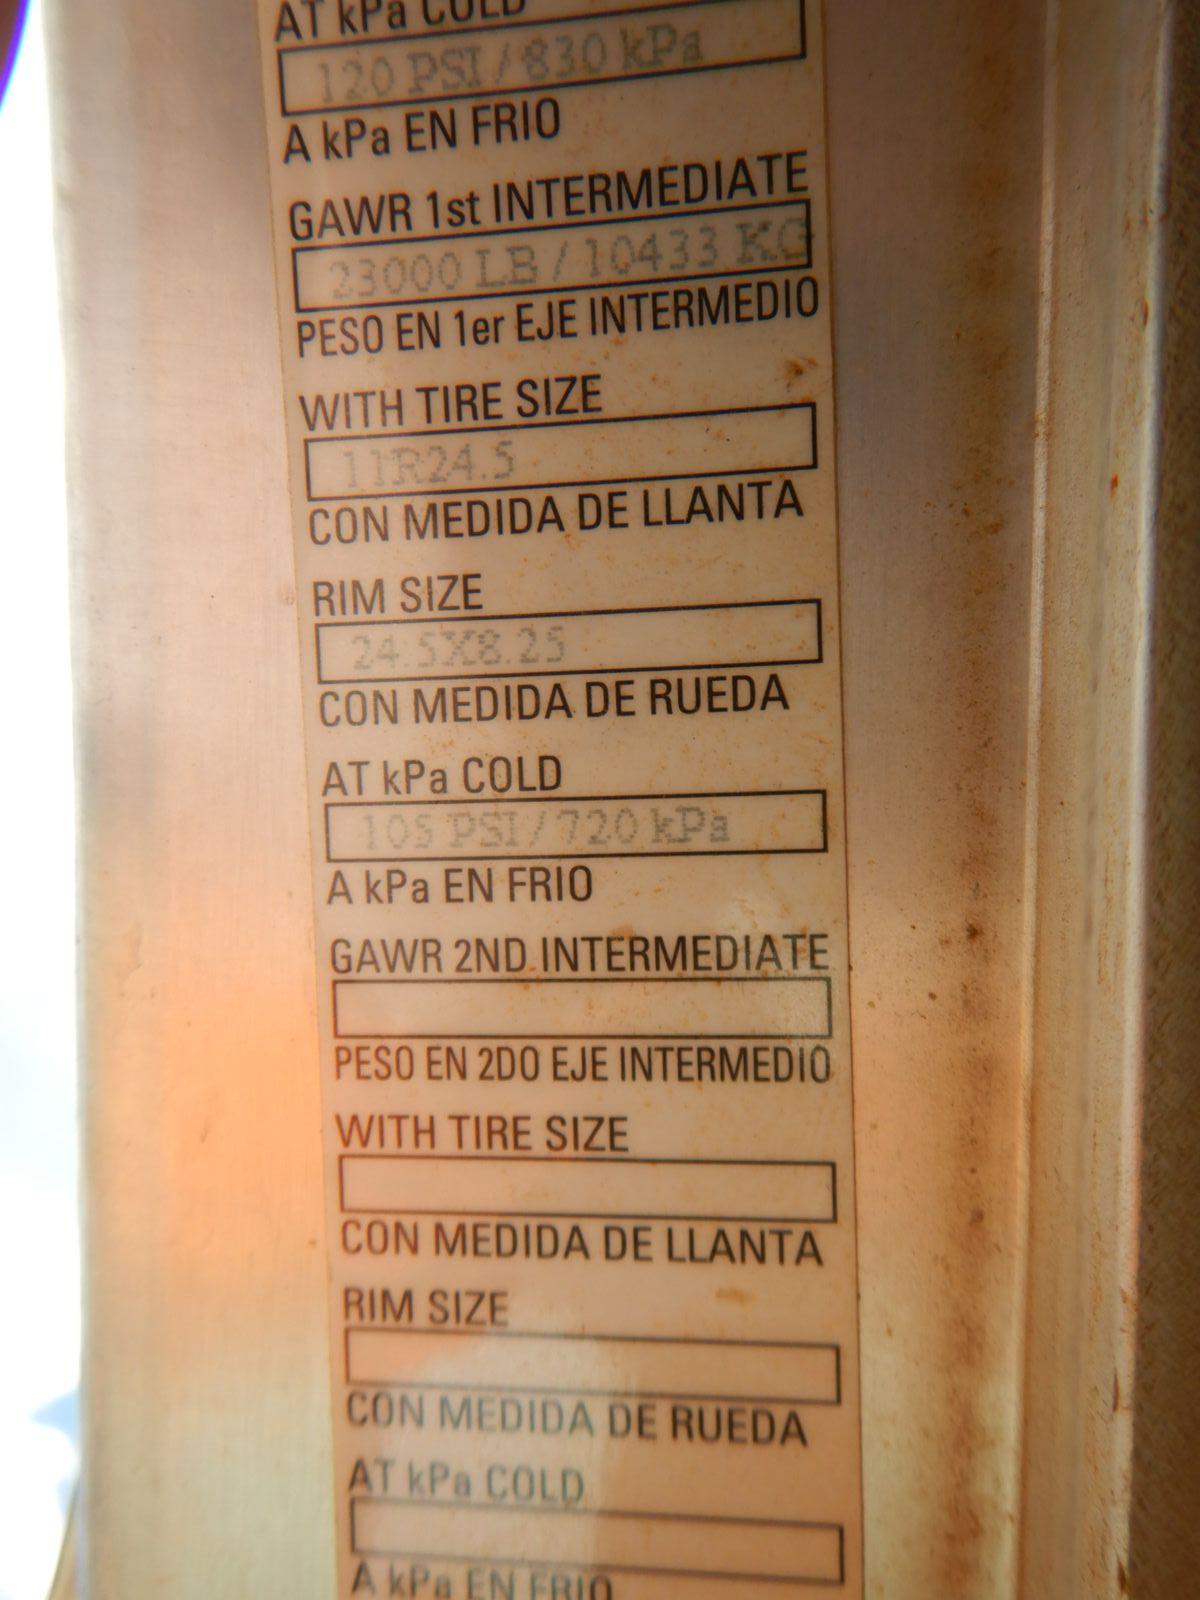 AT kPa COLD
120 PSI / 830 kPa
A kPa EN FRIO
GAWR 1st INTERMEDIATE
23000 LB / 10433 KG
PESO EN 1er EJE INTERMEDIO
WITH TIRE SIZE
11R24.5
CON MEDIDA DE LLANTA
RIM SIZE
24.5X8.25
CON MEDIDA DE RUEDA
AT kPa COLD
105 PSI / 720 kPa
A kPa EN FRIO
GAWR 2ND INTERMEDIATE
PESO EN 2DO EJE INTERMEDIO
WITH TIRE SIZE
CON MEDIDA DE LLANTA
RIM SIZE
CON MEDIDA DE RUEDA
AT kPa COLD
A kPa EN FRIO